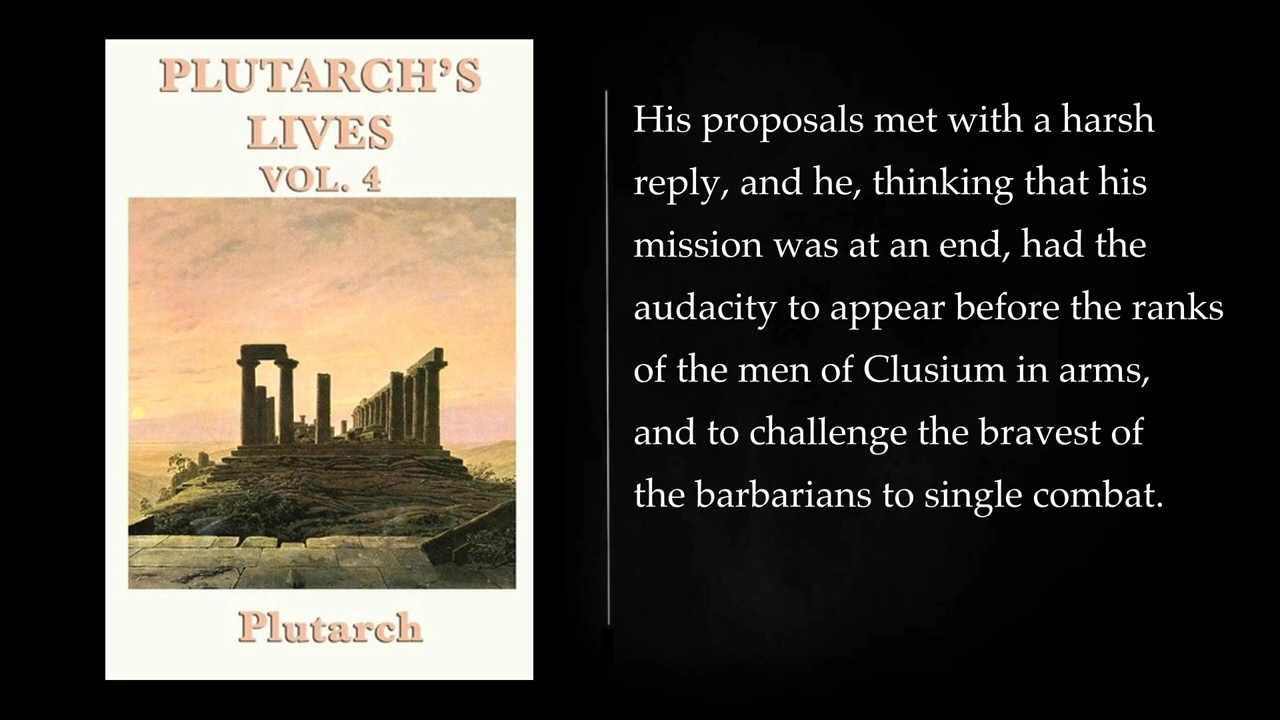 PLUTARCH'S
LIVES
VOL. 4
Plutarch
His proposals met with a harsh
reply, and he, thinking that his
mission was at an end, had the
audacity to appear before the ranks
of the men of Clusium in arms,
and to challenge the bravest of
the barbarians to single combat.